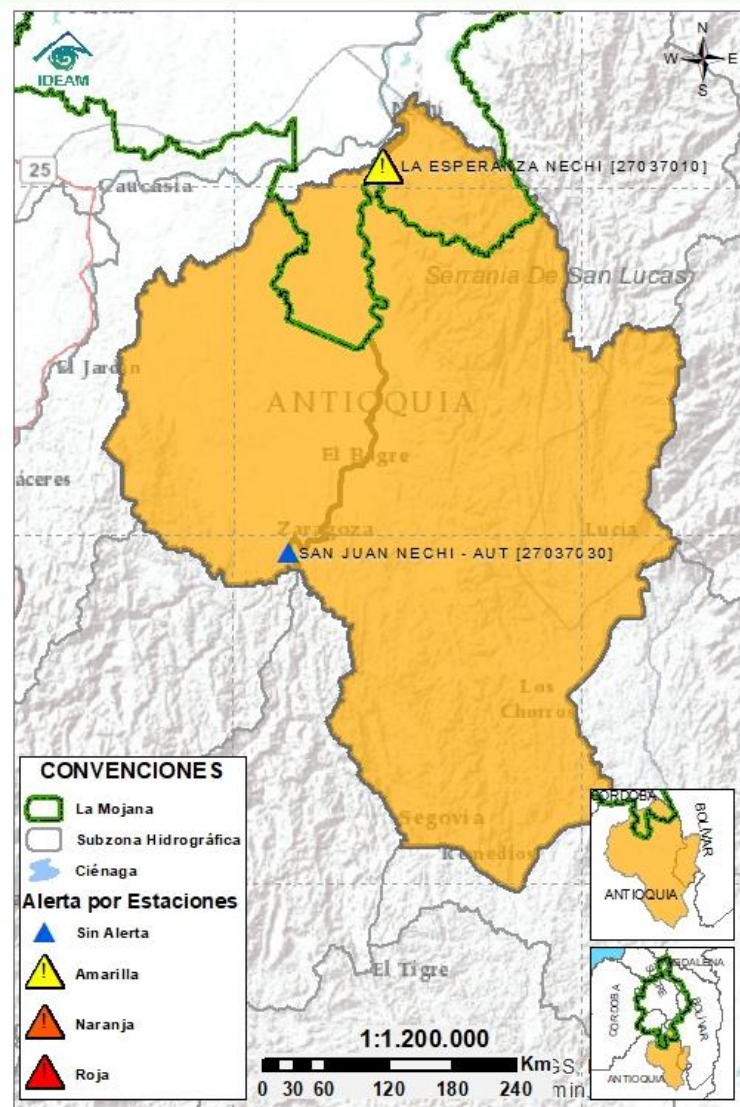 IDEAM
N
W E
S
Nechí
LA ESPERANZA NECHI [27037010]
25
Caucasia
Serrania De San Lucas
El Jardin
ANTIOQUIA
El Bagre
áceres
Zaragoza
Lucia
SAN JUAN NECHI - AUT [27037030]
Los
Chorros
Segovia
Remedios
El Tigre
CONVENCIONES
La Mojana
Subzona Hidrográfica
Ciénaga
Alerta por Estaciones
Sin Alerta
Amarilla
Naranja
Roja
1:1.200.000
Km
0 30 60 120 180 240
CORDOBA
BOLÍVAR
ANTIOQUIA
CORDOBA
BOLÍVAR
ANTIOQUIA